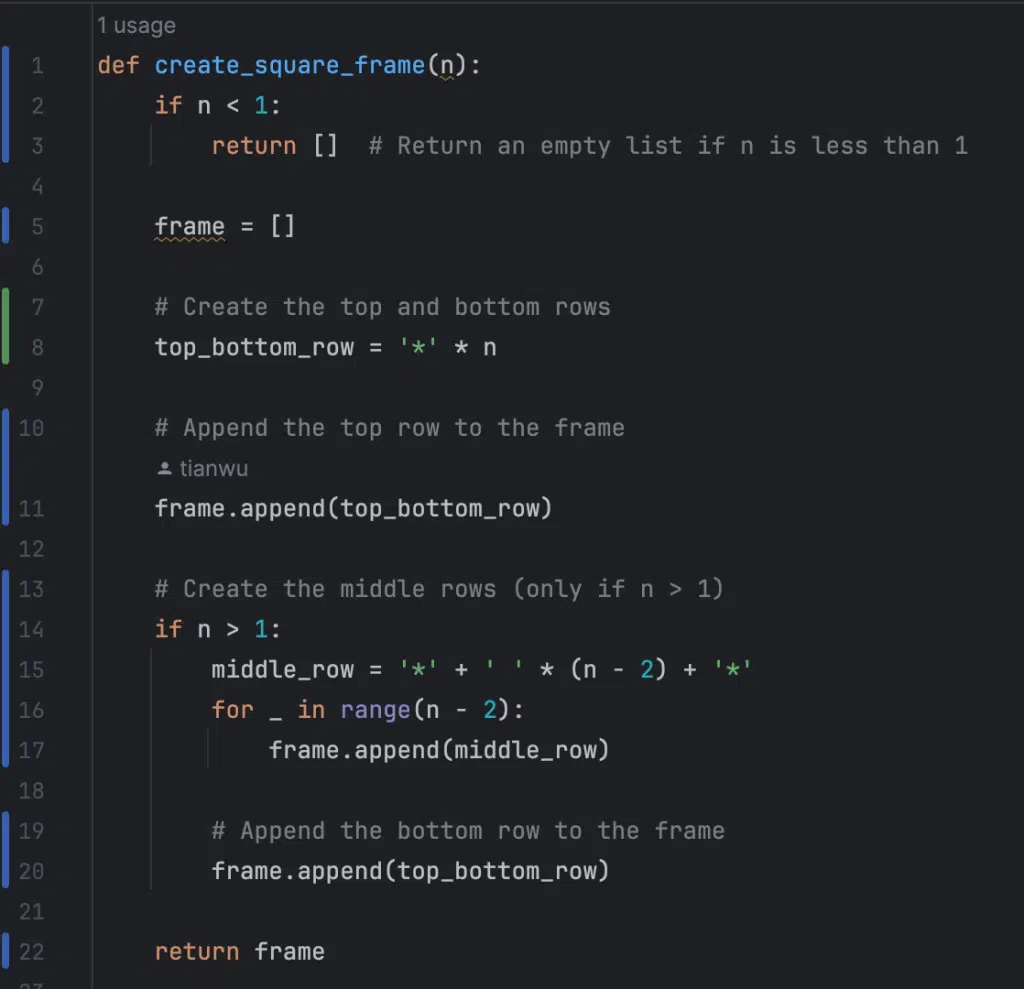 1 usage
1 def create_square_frame(n):
2     if n < 1:
3         return []  # Return an empty list if n is less than 1
4
5     frame = []
6
7     # Create the top and bottom rows
8     top_bottom_row = '*' * n
9
10     # Append the top row to the frame
tianwu
11     frame.append(top_bottom_row)
12
13     # Create the middle rows (only if n > 1)
14     if n > 1:
15         middle_row = '*' + ' ' * (n - 2) + '*'
16         for _ in range(n - 2):
17             frame.append(middle_row)
18
19         # Append the bottom row to the frame
20         frame.append(top_bottom_row)
21
22     return frame